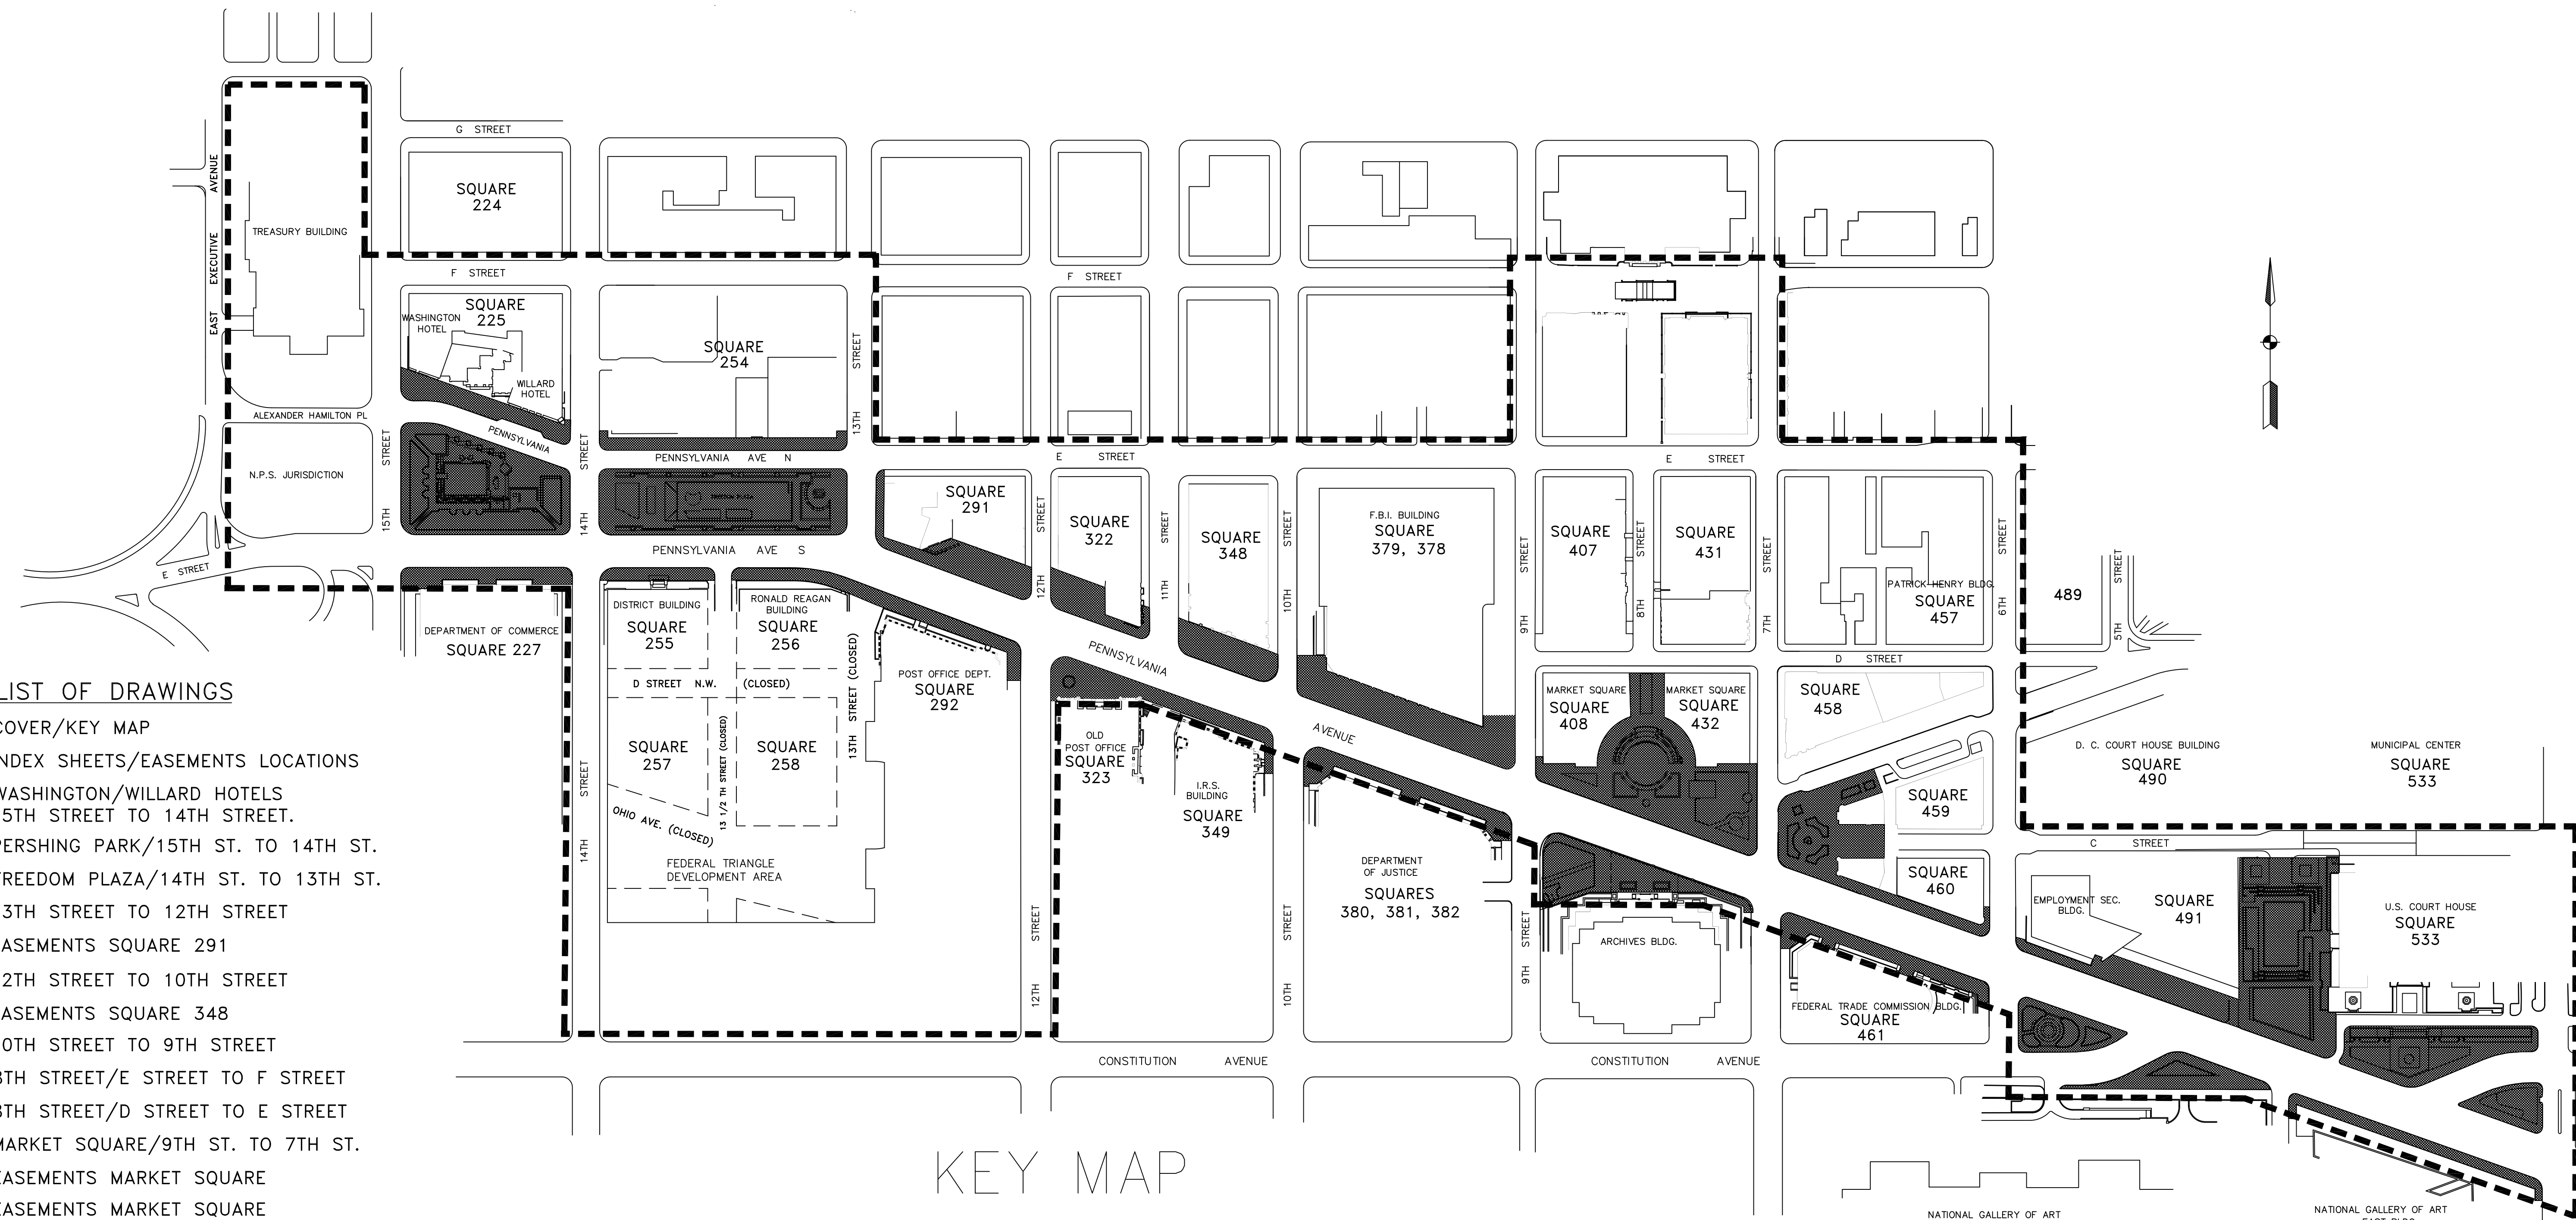 G STREET
EAST EXECUTIVE AVENUE
SQUARE
224
TREASURY BUILDING
F STREET
F STREET
SQUARE
225
WASHINGTON
HOTEL
WILLARD
HOTEL
SQUARE
254
13TH STREET
ALEXANDER HAMILTON PL
PENNSYLVANIA
PENNSYLVANIA AVE N
E STREET
E STREET
N.P.S. JURISDICTION
15TH STREET
14TH STREET
FREEDOM PLAZA
PENNSYLVANIA AVE S
E STREET
SQUARE
291
12TH STREET
SQUARE
322
11TH STREET
SQUARE
348
10TH STREET
F.B.I. BUILDING
SQUARE
379, 378
9TH STREET
SQUARE
407
8TH STREET
SQUARE
431
7TH STREET
PATRICK HENRY BLDG.
SQUARE
457
6TH STREET
489
5TH STREET
DEPARTMENT OF COMMERCE
SQUARE 227
DISTRICT BUILDING
SQUARE
255
RONALD REAGAN
BUILDING
SQUARE
256
D STREET N.W. (CLOSED)
13TH STREET (CLOSED)
POST OFFICE DEPT.
SQUARE
292
PENNSYLVANIA
AVENUE
D STREET
SQUARE
257
13 1/2 TH STREET (CLOSED)
SQUARE
258
OHIO AVE. (CLOSED)
FEDERAL TRIANGLE
DEVELOPMENT AREA
14TH STREET
12TH STREET
OLD
POST OFFICE
SQUARE
323
I.R.S.
BUILDING
SQUARE
349
10TH STREET
DEPARTMENT
OF JUSTICE
SQUARES
380, 381, 382
9TH STREET
MARKET SQUARE
SQUARE
408
MARKET SQUARE
SQUARE
432
SQUARE
458
SQUARE
459
SQUARE
460
D. C. COURT HOUSE BUILDING
SQUARE
490
MUNICIPAL CENTER
SQUARE
533
C STREET
EMPLOYMENT SEC.
BLDG.
SQUARE
491
U.S. COURT HOUSE
SQUARE
533
ARCHIVES BLDG.
FEDERAL TRADE COMMISSION BLDG.
SQUARE
461
CONSTITUTION AVENUE
CONSTITUTION AVENUE
NATIONAL GALLERY OF ART
NATIONAL GALLERY OF ART
KEY MAP
LIST OF DRAWINGS
COVER/KEY MAP
INDEX SHEETS/EASEMENTS LOCATIONS
WASHINGTON/WILLARD HOTELS
5TH STREET TO 14TH STREET.
PERSHING PARK/15TH ST. TO 14TH ST.
FREEDOM PLAZA/14TH ST. TO 13TH ST.
3TH STREET TO 12TH STREET
EASEMENTS SQUARE 291
2TH STREET TO 10TH STREET
EASEMENTS SQUARE 348
0TH STREET TO 9TH STREET
8TH STREET/E STREET TO F STREET
8TH STREET/D STREET TO E STREET
MARKET SQUARE/9TH ST. TO 7TH ST.
EASEMENTS MARKET SQUARE
EASEMENTS MARKET SQUARE